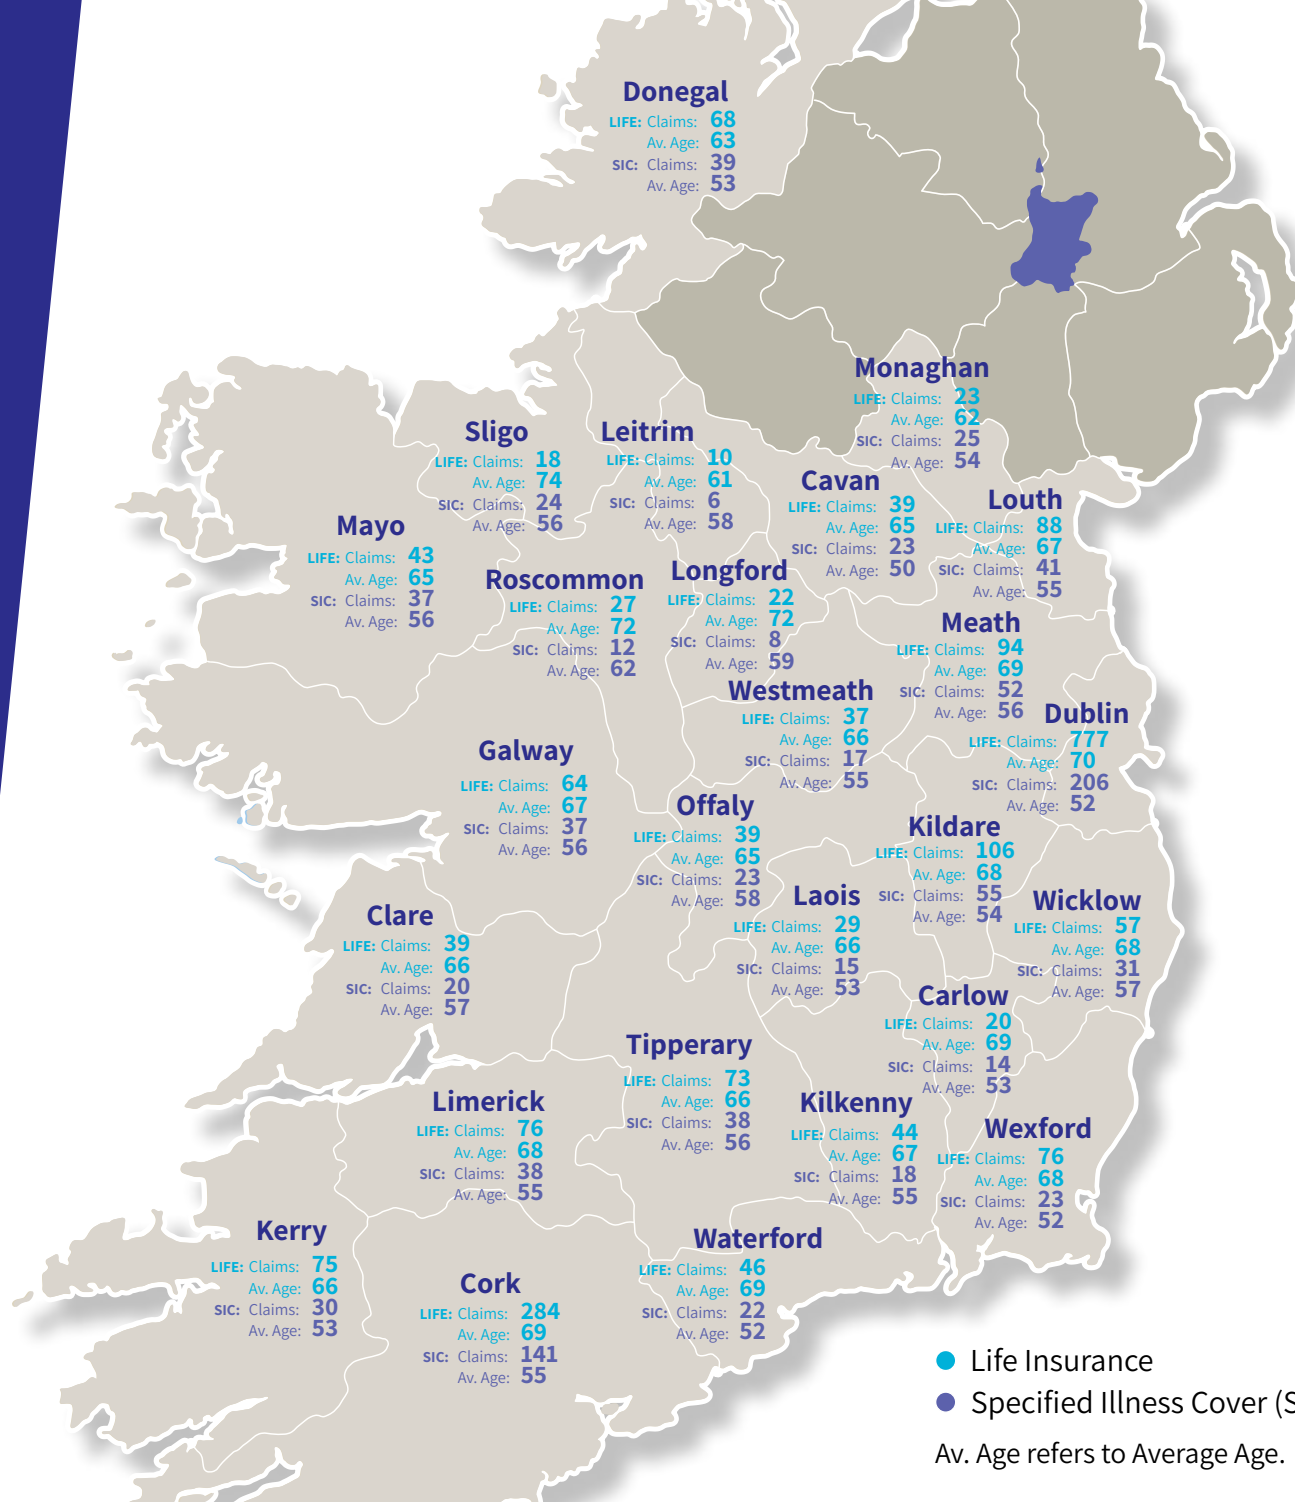 Donegal
LIFE: Claims: 68
Av. Age: 63
SIC: Claims: 39
Av. Age: 53
Monaghan
LIFE: Claims: 23
Av. Age: 62
SIC: Claims: 25
Av. Age: 54
Sligo
LIFE: Claims: 18
Av. Age: 74
SIC: Claims: 24
Av. Age: 56
Leitrim
LIFE: Claims: 10
Av. Age: 61
SIC: Claims: 6
Av. Age: 58
Cavan
LIFE: Claims: 39
Av. Age: 65
SIC: Claims: 23
Av. Age: 50
Louth
LIFE: Claims: 88
Av. Age: 67
SIC: Claims: 41
Av. Age: 55
Mayo
LIFE: Claims: 43
Av. Age: 65
SIC: Claims: 37
Av. Age: 56
Roscommon
LIFE: Claims: 27
Av. Age: 72
SIC: Claims: 12
Av. Age: 62
Longford
LIFE: Claims: 22
Av. Age: 72
SIC: Claims: 8
Av. Age: 59
Meath
LIFE: Claims: 94
Av. Age: 69
SIC: Claims: 52
Av. Age: 56
Westmeath
LIFE: Claims: 37
Av. Age: 66
SIC: Claims: 17
Av. Age: 55
Dublin
LIFE: Claims: 777
Av. Age: 70
SIC: Claims: 206
Av. Age: 52
Galway
LIFE: Claims: 64
Av. Age: 67
SIC: Claims: 37
Av. Age: 56
Offaly
LIFE: Claims: 39
Av. Age: 65
SIC: Claims: 23
Av. Age: 58
Kildare
LIFE: Claims: 106
Av. Age: 68
SIC: Claims: 55
Av. Age: 54
Laois
LIFE: Claims: 29
Av. Age: 66
SIC: Claims: 15
Av. Age: 53
Wicklow
LIFE: Claims: 57
Av. Age: 68
SIC: Claims: 31
Av. Age: 57
Clare
LIFE: Claims: 39
Av. Age: 66
SIC: Claims: 20
Av. Age: 57
Carlow
LIFE: Claims: 20
Av. Age: 69
SIC: Claims: 14
Av. Age: 53
Tipperary
LIFE: Claims: 73
Av. Age: 66
SIC: Claims: 38
Av. Age: 56
Limerick
LIFE: Claims: 76
Av. Age: 68
SIC: Claims: 38
Av. Age: 55
Kilkenny
LIFE: Claims: 44
Av. Age: 67
SIC: Claims: 18
Av. Age: 55
Wexford
LIFE: Claims: 76
Av. Age: 68
SIC: Claims: 23
Av. Age: 52
Kerry
LIFE: Claims: 75
Av. Age: 66
SIC: Claims: 30
Av. Age: 53
Cork
LIFE: Claims: 284
Av. Age: 69
SIC: Claims: 141
Av. Age: 55
Waterford
LIFE: Claims: 46
Av. Age: 69
SIC: Claims: 22
Av. Age: 52
Life Insurance
Specified Illness Cover (S
Av. Age refers to Average Age.